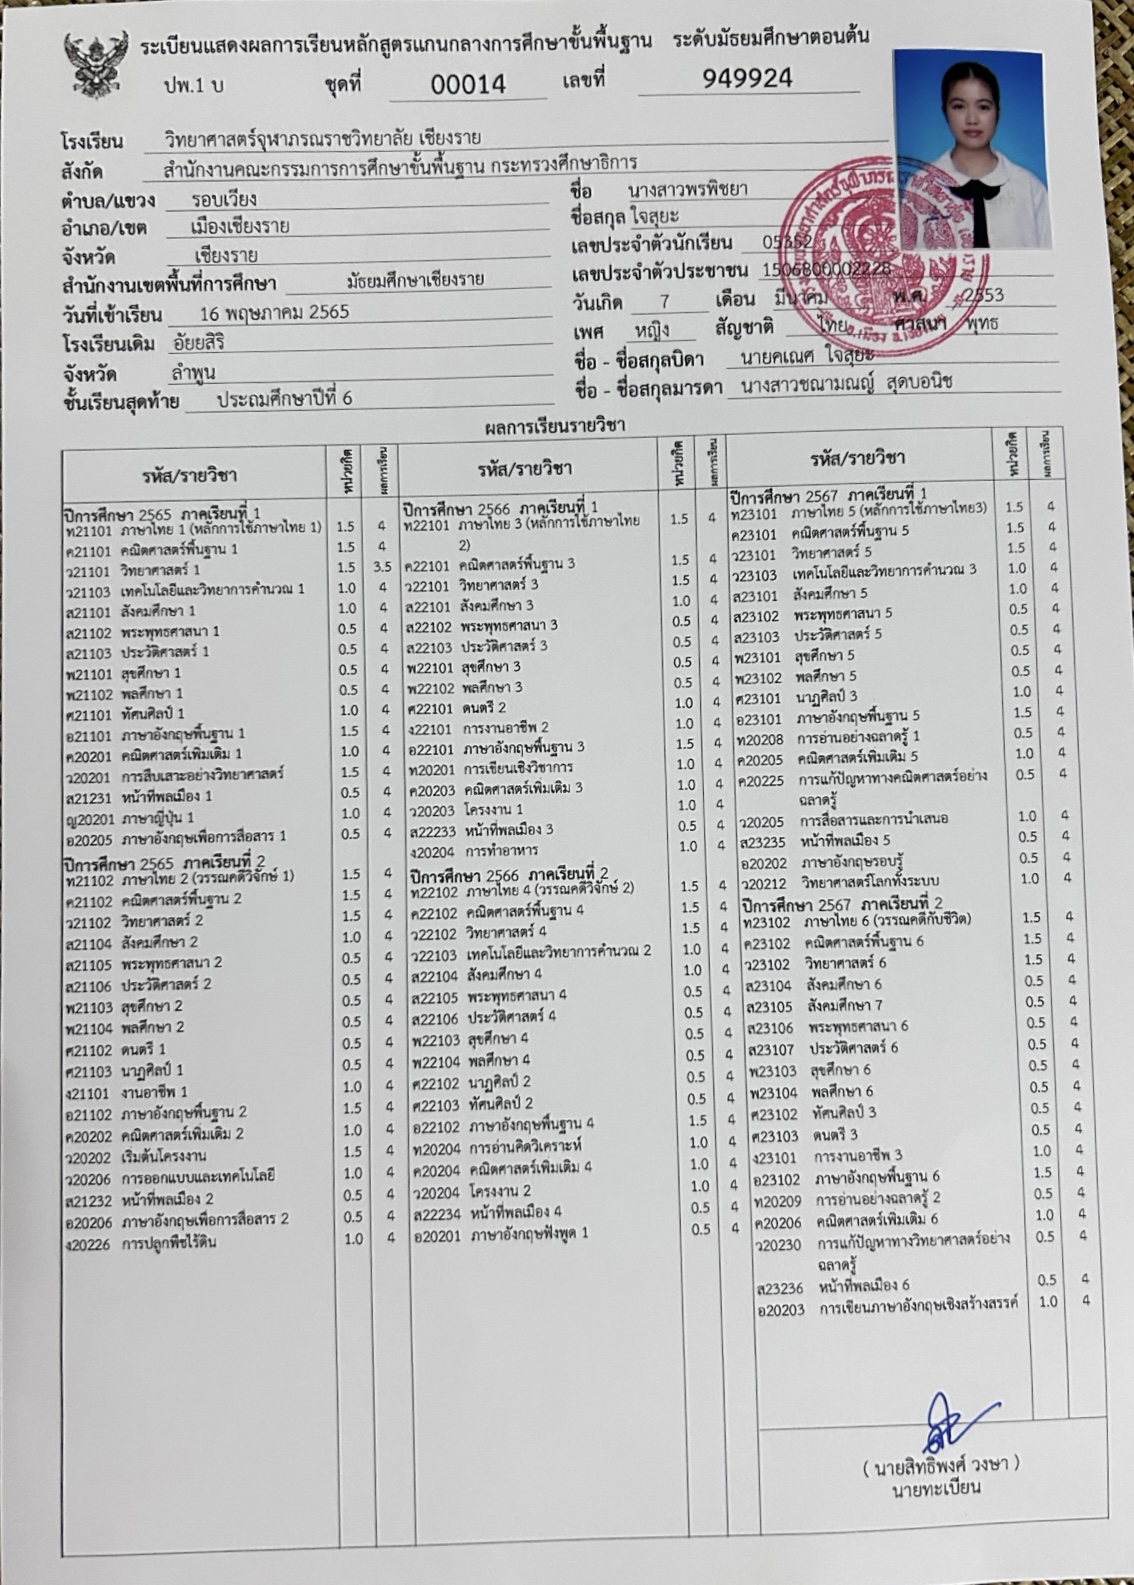 ระเบียนแสดงผลการเรียนหลักสูตรแกนกลางการศึกษาขั้นพื้นฐาน ระดับมัธยมศึกษาตอนต้น
ปพ.1 บ ชุดที่ 00014 เลขที่ 949924
โรงเรียน วิทยาศาสตร์จุฬาภรณราชวิทยาลัย เชียงราย
สังกัด สำนักงานคณะกรรมการการศึกษาขั้นพื้นฐาน กระทรวงศึกษาธิการ
ตำบล/แขวง รอบเวียง
อำเภอ/เขต เมืองเชียงราย
จังหวัด เชียงราย
สำนักงานเขตพื้นที่การศึกษา มัธยมศึกษาเชียงราย
วันที่เข้าเรียน 16 พฤษภาคม 2565
โรงเรียนเดิม อัยยสิริ
จังหวัด ลำพูน
ชั้นเรียนสุดท้าย ประถมศึกษาปีที่ 6
ชื่อ นางสาวพรพิชยา
ชื่อสกุล ใจสุยะ
เลขประจำตัวนักเรียน 05352
เลขประจำตัวประชาชน 1506800002228
วันเกิด 7 เดือน มีนาคม พ.ศ. 2553
เพศ หญิง สัญชาติ ไทย ศาสนา พุทธ
ชื่อ - ชื่อสกุลบิดา นายคเณศ ใจสุยะ
ชื่อ - ชื่อสกุลมารดา นางสาวชณามณญ์ สุดบอนิช
ผลการเรียนรายวิชา
รหัส/รายวิชา หน่วยกิต ผลการเรียน
ปีการศึกษา 2565 ภาคเรียนที่ 1
ท21101 ภาษาไทย 1 (หลักการใช้ภาษาไทย 1) 1.5 4
ค21101 คณิตศาสตร์พื้นฐาน 1 1.5 4
ว21101 วิทยาศาสตร์ 1 1.5 3.5
ว21103 เทคโนโลยีและวิทยาการคำนวณ 1 1.0 4
ส21101 สังคมศึกษา 1 1.0 4
ส21102 พระพุทธศาสนา 1 0.5 4
ส21103 ประวัติศาสตร์ 1 0.5 4
พ21101 สุขศึกษา 1 0.5 4
พ21102 พลศึกษา 1 0.5 4
ศ21101 ทัศนศิลป์ 1 1.0 4
อ21101 ภาษาอังกฤษพื้นฐาน 1 1.5 4
ค20201 คณิตศาสตร์เพิ่มเติม 1 1.0 4
ว20201 การสืบเสาะอย่างวิทยาศาสตร์ 1.5 4
ส21231 หน้าที่พลเมือง 1 0.5 4
ญ20201 ภาษาญี่ปุ่น 1 1.0 4
อ20205 ภาษาอังกฤษเพื่อการสื่อสาร 1 0.5 4
ปีการศึกษา 2565 ภาคเรียนที่ 2
ท21102 ภาษาไทย 2 (วรรณคดีวิจักษ์ 1) 1.5 4
ค21102 คณิตศาสตร์พื้นฐาน 2 1.5 4
ว21102 วิทยาศาสตร์ 2 1.5 4
ส21104 สังคมศึกษา 2 1.0 4
ส21105 พระพุทธศาสนา 2 0.5 4
ส21106 ประวัติศาสตร์ 2 0.5 4
พ21103 สุขศึกษา 2 0.5 4
พ21104 พลศึกษา 2 0.5 4
ศ21102 ดนตรี 1 0.5 4
ศ21103 นาฏศิลป์ 1 0.5 4
ง21101 งานอาชีพ 1 1.0 4
อ21102 ภาษาอังกฤษพื้นฐาน 2 1.5 4
ค20202 คณิตศาสตร์เพิ่มเติม 2 1.0 4
ว20202 เริ่มต้นโครงงาน 1.5 4
ว20206 การออกแบบและเทคโนโลยี 1.0 4
ส21232 หน้าที่พลเมือง 2 0.5 4
อ20206 ภาษาอังกฤษเพื่อการสื่อสาร 2 0.5 4
ง20226 การปลูกพืชไร้ดิน 1.0 4
รหัส/รายวิชา หน่วยกิต ผลการเรียน
ปีการศึกษา 2566 ภาคเรียนที่ 1
ท22101 ภาษาไทย 3 (หลักการใช้ภาษาไทย 1.5 4
2)
ค22101 คณิตศาสตร์พื้นฐาน 3 1.5 4
ว22101 วิทยาศาสตร์ 3 1.5 4
ส22101 สังคมศึกษา 3 1.0 4
ส22102 พระพุทธศาสนา 3 0.5 4
ส22103 ประวัติศาสตร์ 3 0.5 4
พ22101 สุขศึกษา 3 0.5 4
พ22102 พลศึกษา 3 0.5 4
ศ22101 ดนตรี 2 1.0 4
ง22101 การงานอาชีพ 2 1.0 4
อ22101 ภาษาอังกฤษพื้นฐาน 3 1.5 4
ท20201 การเขียนเชิงวิชาการ 1.0 4
ค20203 คณิตศาสตร์เพิ่มเติม 3 1.0 4
ว20203 โครงงาน 1 1.0 4
ส22233 หน้าที่พลเมือง 3 0.5 4
ง20204 การทำอาหาร 1.0 4
ปีการศึกษา 2566 ภาคเรียนที่ 2
ท22102 ภาษาไทย 4 (วรรณคดีวิจักษ์ 2) 1.5 4
ค22102 คณิตศาสตร์พื้นฐาน 4 1.5 4
ว22102 วิทยาศาสตร์ 4 1.5 4
ว22103 เทคโนโลยีและวิทยาการคำนวณ 2 1.0 4
ส22104 สังคมศึกษา 4 1.0 4
ส22105 พระพุทธศาสนา 4 0.5 4
ส22106 ประวัติศาสตร์ 4 0.5 4
พ22103 สุขศึกษา 4 0.5 4
พ22104 พลศึกษา 4 0.5 4
ศ22102 นาฏศิลป์ 2 0.5 4
ศ22103 ทัศนศิลป์ 2 0.5 4
อ22102 ภาษาอังกฤษพื้นฐาน 4 1.5 4
ท20204 การอ่านคิดวิเคราะห์ 1.0 4
ค20204 คณิตศาสตร์เพิ่มเติม 4 1.0 4
ว20204 โครงงาน 2 1.0 4
ส22234 หน้าที่พลเมือง 4 0.5 4
อ20201 ภาษาอังกฤษฟังพูด 1 0.5 4
รหัส/รายวิชา หน่วยกิต ผลการเรียน
ปีการศึกษา 2567 ภาคเรียนที่ 1
ท23101 ภาษาไทย 5 (หลักการใช้ภาษาไทย3) 1.5 4
ค23101 คณิตศาสตร์พื้นฐาน 5 1.5 4
ว23101 วิทยาศาสตร์ 5 1.5 4
ว23103 เทคโนโลยีและวิทยาการคำนวณ 3 1.0 4
ส23101 สังคมศึกษา 5 1.0 4
ส23102 พระพุทธศาสนา 5 0.5 4
ส23103 ประวัติศาสตร์ 5 0.5 4
พ23101 สุขศึกษา 5 0.5 4
พ23102 พลศึกษา 5 0.5 4
ศ23101 นาฏศิลป์ 3 1.0 4
อ23101 ภาษาอังกฤษพื้นฐาน 5 1.5 4
ท20208 การอ่านอย่างฉลาดรู้ 1 0.5 4
ค20205 คณิตศาสตร์เพิ่มเติม 5 1.0 4
ค20225 การแก้ปัญหาทางคณิตศาสตร์อย่าง 0.5 4
ฉลาดรู้
ว20205 การสื่อสารและการนำเสนอ 1.0 4
ส23235 หน้าที่พลเมือง 5 0.5 4
อ20202 ภาษาอังกฤษรอบรู้ 0.5 4
ว20212 วิทยาศาสตร์โลกทั้งระบบ 1.0 4
ปีการศึกษา 2567 ภาคเรียนที่ 2
ท23102 ภาษาไทย 6 (วรรณคดีกับชีวิต) 1.5 4
ค23102 คณิตศาสตร์พื้นฐาน 6 1.5 4
ว23102 วิทยาศาสตร์ 6 1.5 4
ส23104 สังคมศึกษา 6 0.5 4
ส23105 สังคมศึกษา 7 0.5 4
ส23106 พระพุทธศาสนา 6 0.5 4
ส23107 ประวัติศาสตร์ 6 0.5 4
พ23103 สุขศึกษา 6 0.5 4
พ23104 พลศึกษา 6 0.5 4
ศ23102 ทัศนศิลป์ 3 0.5 4
ศ23103 ดนตรี 3 0.5 4
ง23101 การงานอาชีพ 3 1.0 4
อ23102 ภาษาอังกฤษพื้นฐาน 6 1.5 4
ท20209 การอ่านอย่างฉลาดรู้ 2 0.5 4
ค20206 คณิตศาสตร์เพิ่มเติม 6 1.0 4
ว20230 การแก้ปัญหาทางวิทยาศาสตร์อย่าง 0.5 4
ฉลาดรู้
ส23236 หน้าที่พลเมือง 6 0.5 4
อ20203 การเขียนภาษาอังกฤษเชิงสร้างสรรค์ 1.0 4
( นายสิทธิพงศ์ วงษา )
นายทะเบียน